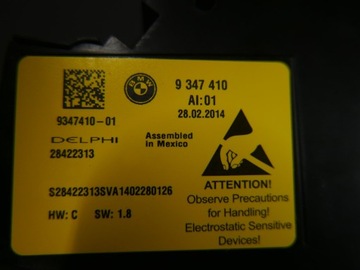 BMW
9 347 410
AI:01
28.02.2014
9347410-01
DELPHI
28422313
Assembled
in Mexico
S28422313SVA1402280126
HW: C SW: 1.8
ATTENTION!
Observe Precautions
for Handling!
Electrostatic Sensitive
Devices!